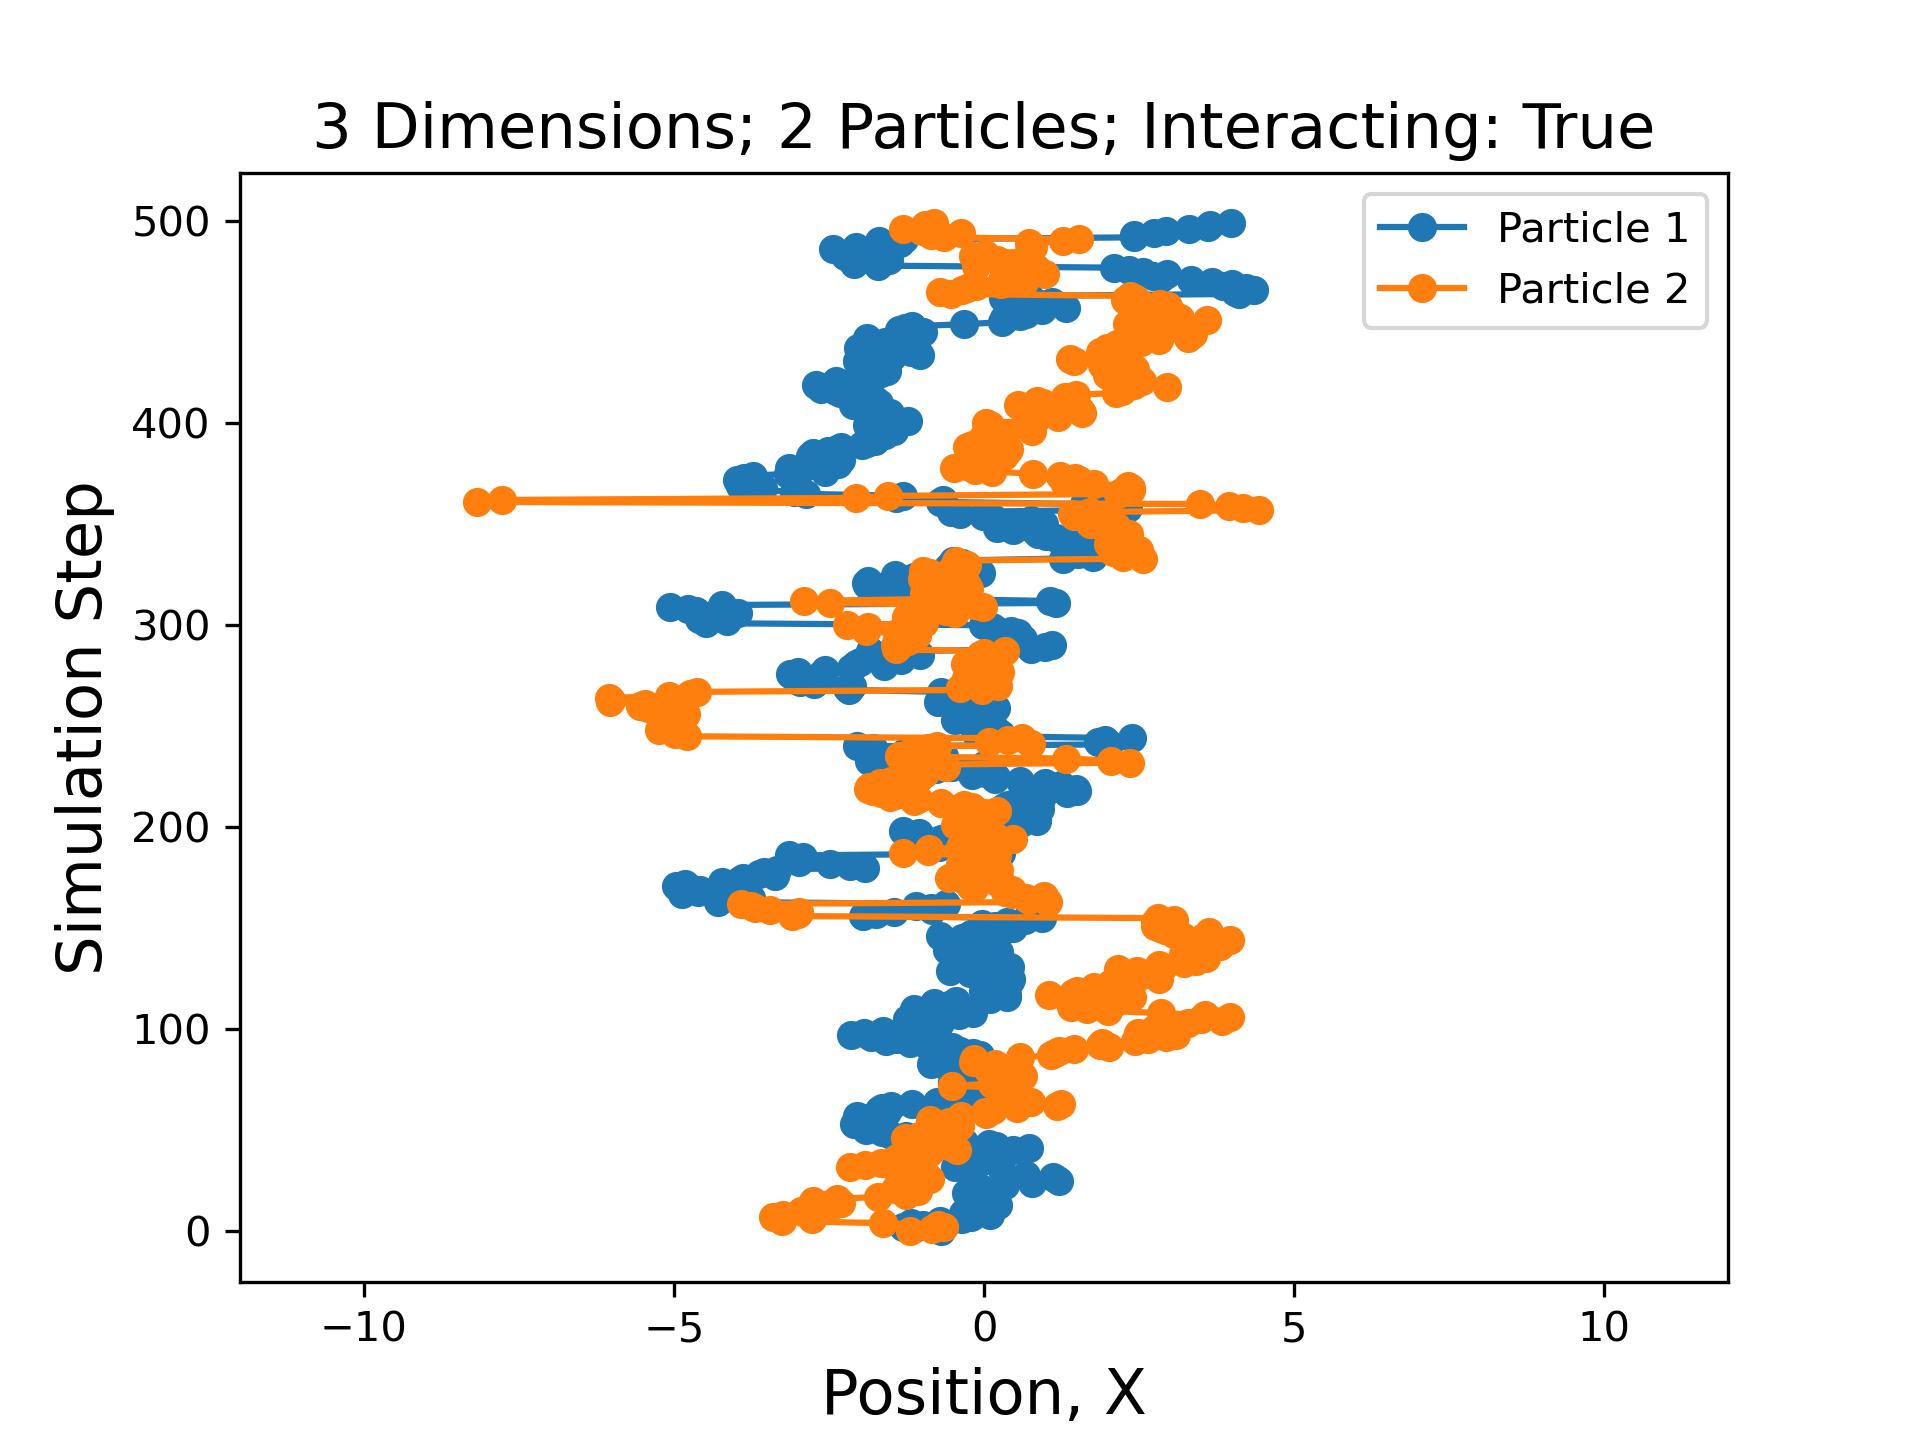 3 Dimensions; 2 Particles; Interacting: True
Particle 1
Particle 2
Simulation Step
500
400
300
200
100
0
−10
−5
0
5
10
Position, X